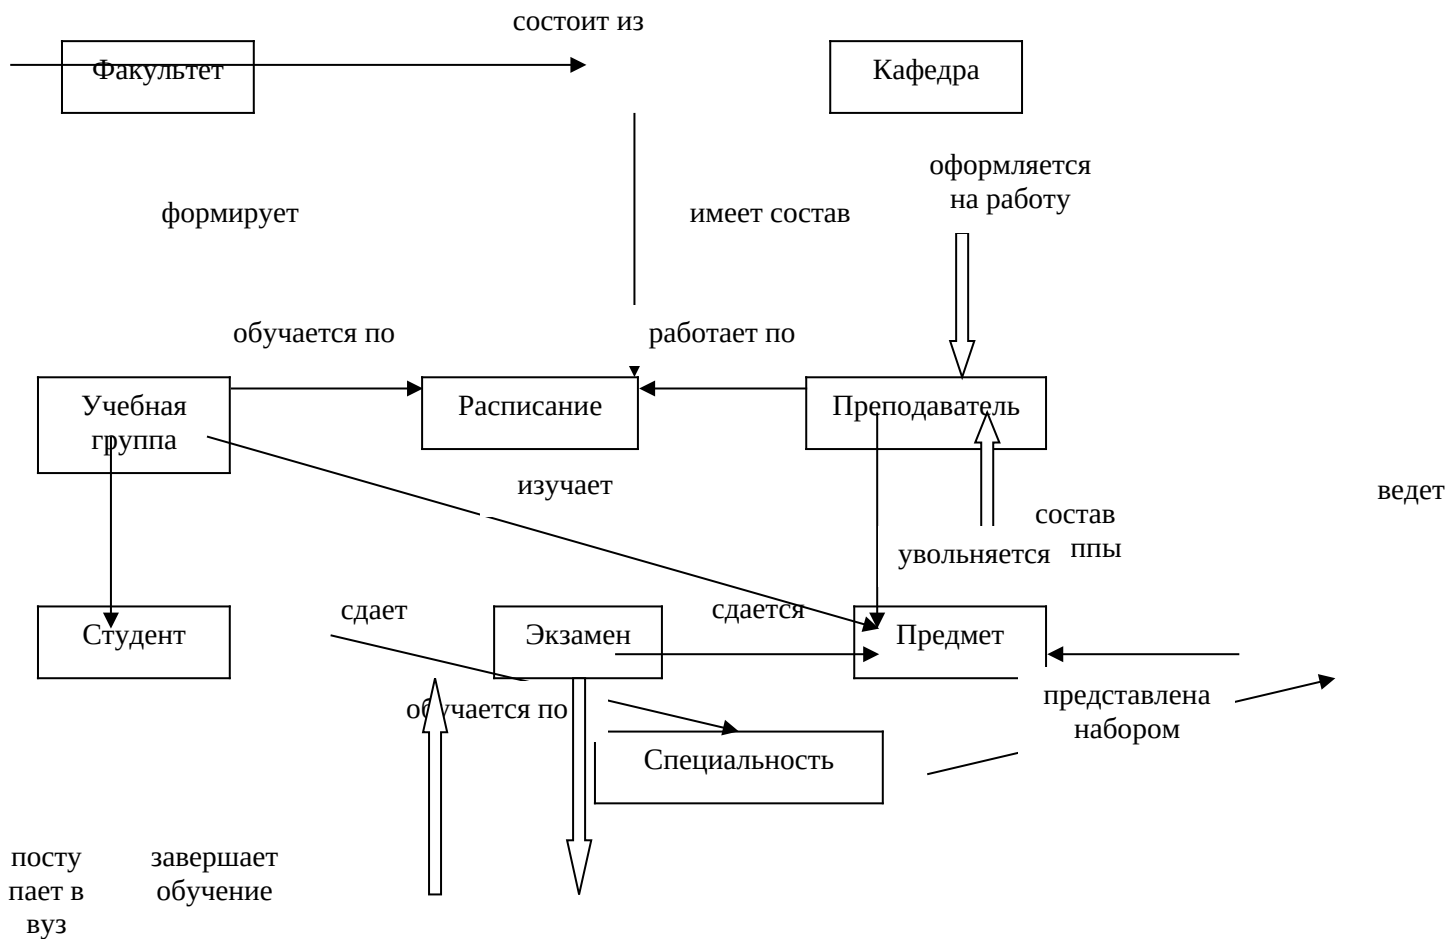 состоит из
Факультет
Кафедра
оформляется
на работу
формирует
имеет состав
обучается по
работает по
Учебная
группа
Расписание
Преподаватель
изучает
ведет
состав
ппы
увольняется
сдает
сдается
Студент
Экзамен
Предмет
обучается по
представлена
набором
Специальность
посту
пает в
вуз
завершает
обучение